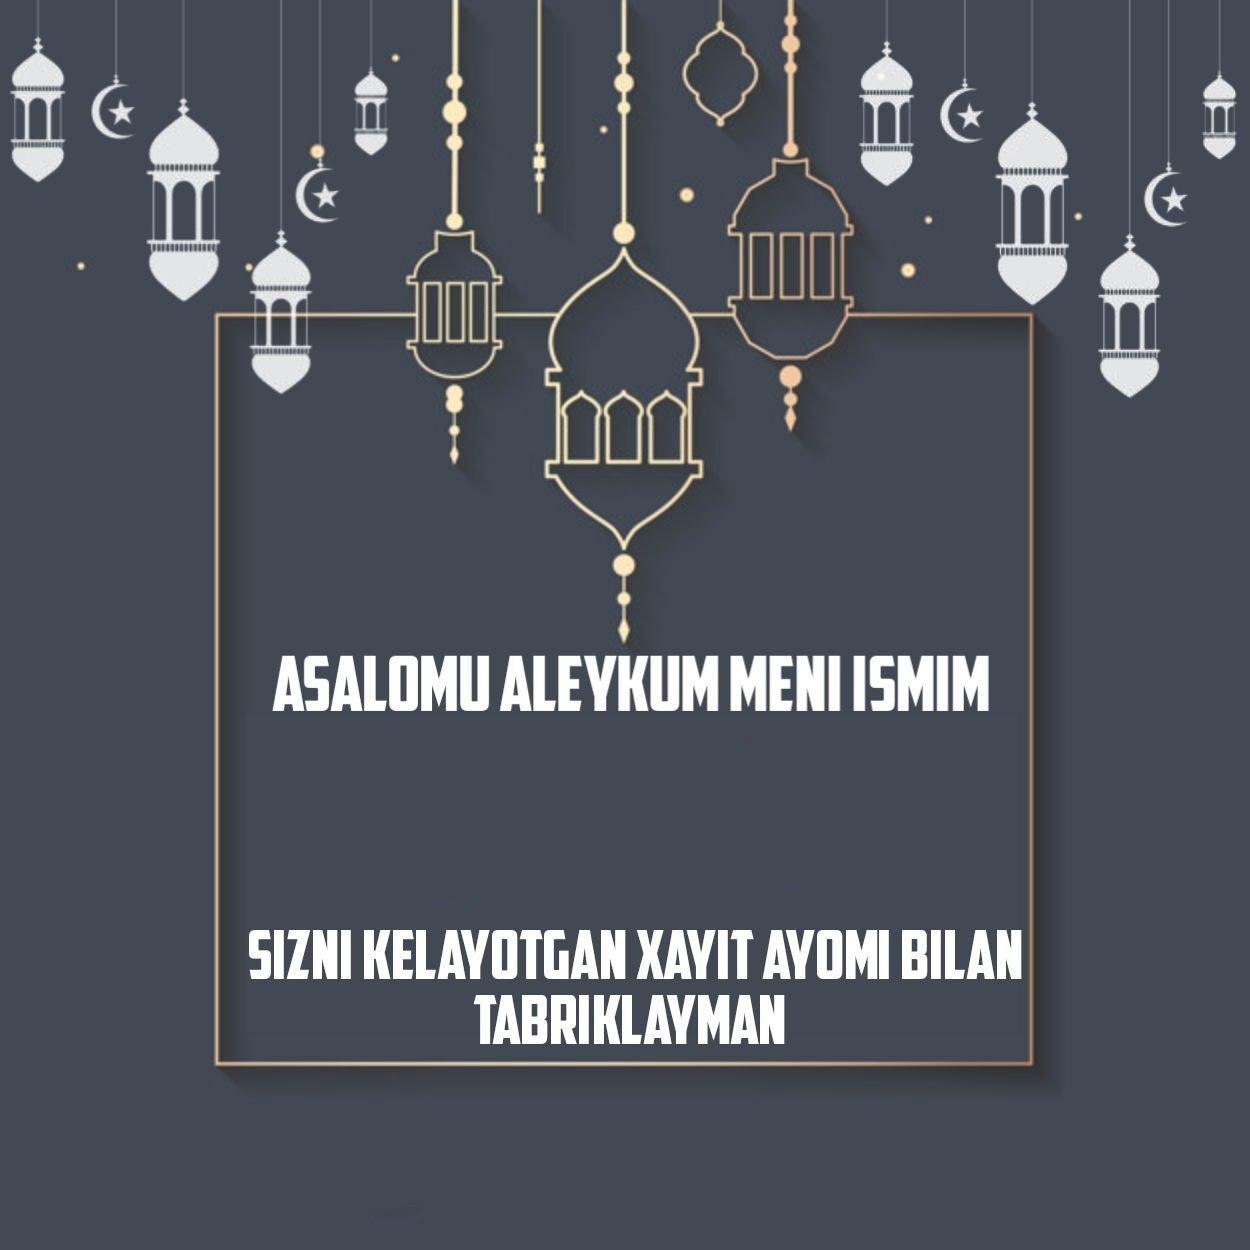 ASALOMU ALEYKUM MENI ISMIM
SIZNI KELAYOTGAN XAYIT AYOMI BILAN
TABRIKLAYMAN